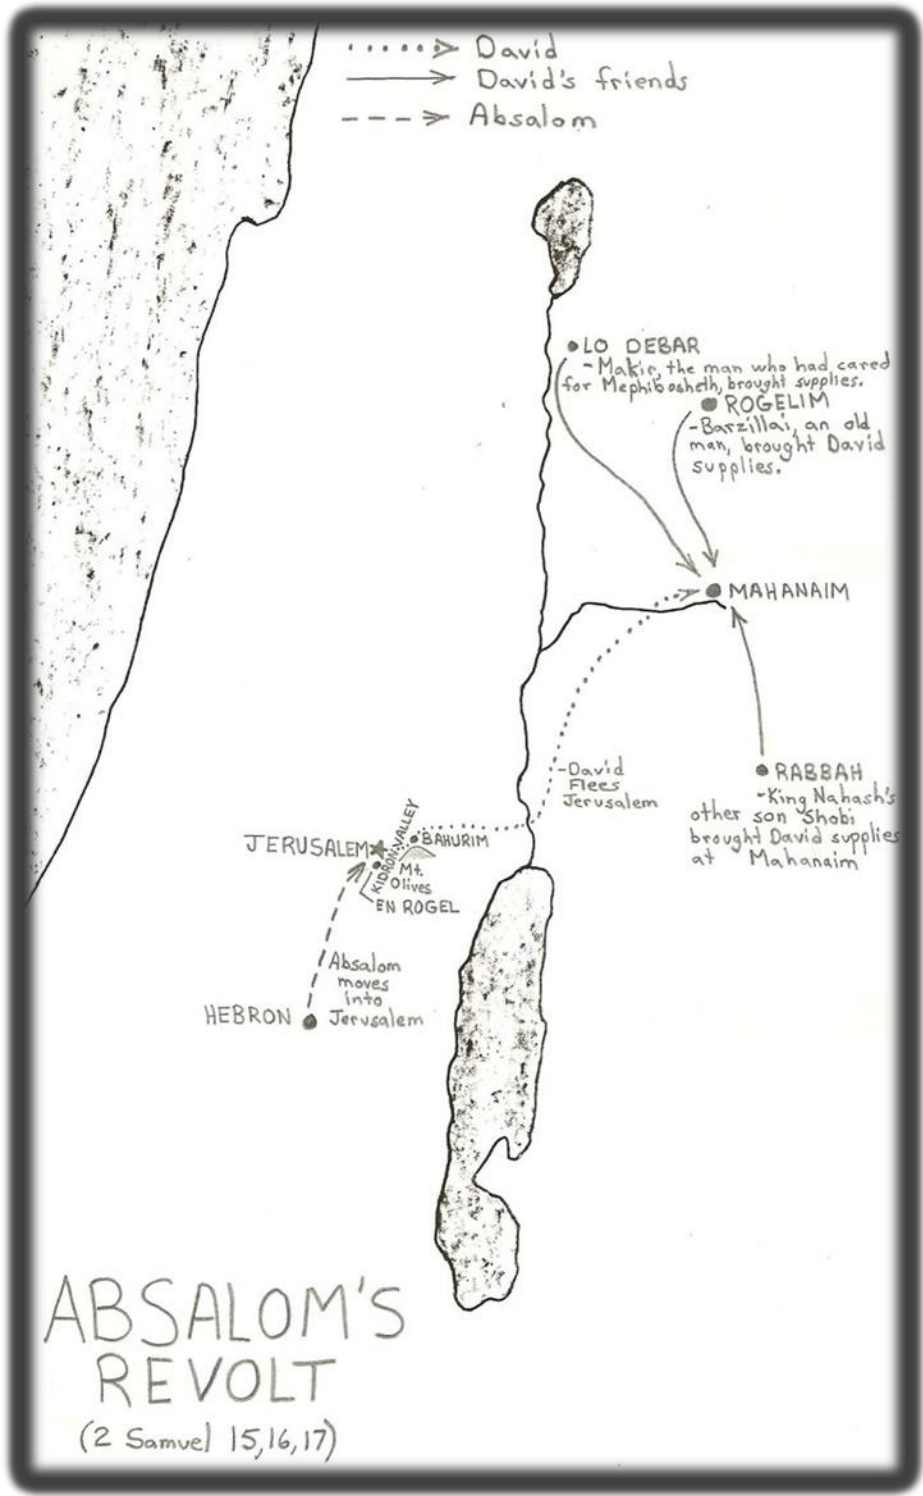 David
David's friends
Absalom
LO DEBAR
-Makir, the man who had cared
for Mephibosheth, brought supplies.
ROGELIM
-Barzillai, an old
man, brought David
supplies.
MAHANAIM
-David
Flees
Jerusalem
RABBAH
-King Nahash's
other son Shobi
brought David supplies
at Mahanaim
JERUSALEM
KIDRON VALLEY
BAHURIM
Mt.
Olives
EN ROGEL
Absalom
moves
into
Jerusalem
HEBRON
ABSALOM'S
REVOLT
(2 Samuel 15,16,17)